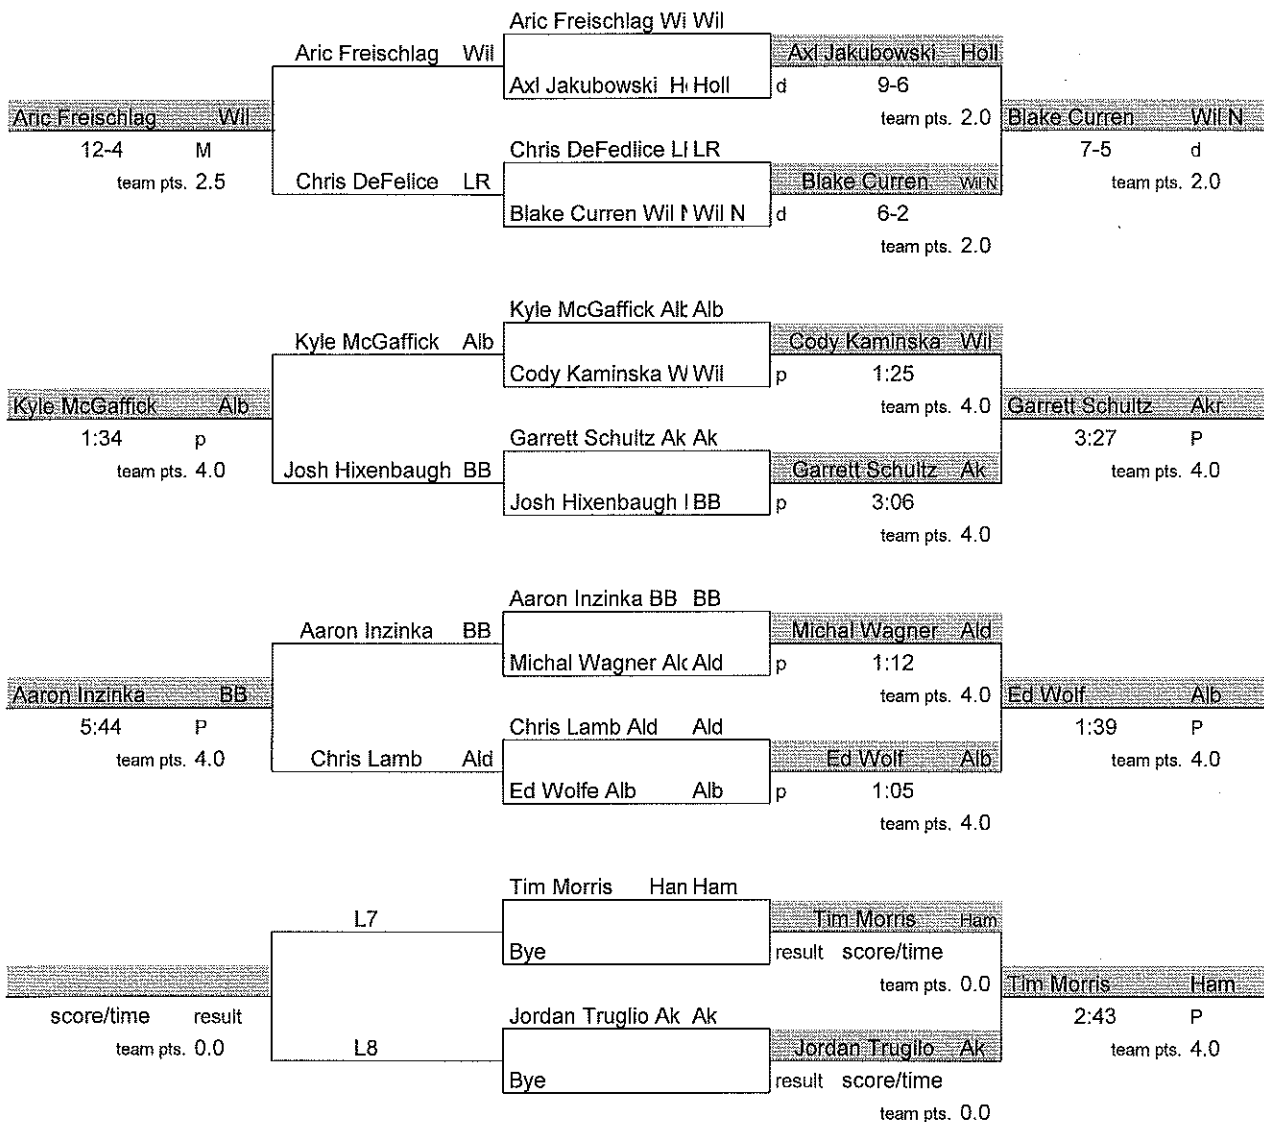 Aric Freischlag Wi Wil
Aric Freischlag Wil Axl Jakubowski Holl
Axl Jakubowski H Holl d 9-6
Aric Freischlag Wil team pts. 2.0 Blake Curren Wil N
12-4 M Chris DeFedlice LR 7-5 d
team pts. 2.5 Chris DeFelice LR Blake Curren Wil N team pts. 2.0
Blake Curren Wil N Wil N d 6-2
team pts. 2.0
Kyle McGaffick Alb Alb
Kyle McGaffick Alb Cody Kaminska Wil
Cody Kaminska W Wil p 1:25
Kyle McGaffick Alb team pts. 4.0 Garrett Schultz Akr
1:34 p Garrett Schultz Ak Ak 3:27 P
team pts. 4.0 Josh Hixenbaugh BB Garrett Schultz Ak team pts. 4.0
Josh Hixenbaugh BB p 3:06
team pts. 4.0
Aaron Inzinka BB BB
Aaron Inzinka BB Michal Wagner Ald
Michal Wagner Ald p 1:12
Aaron Inzinka BB team pts. 4.0 Ed Wolf Alb
5:44 P Chris Lamb Ald Ald 1:39 P
team pts. 4.0 Chris Lamb Ald Ed Wolf Alb team pts. 4.0
Ed Wolfe Alb Alb p 1:05
team pts. 4.0
Tim Morris Han Ham
L7 Tim Morris Ham
Bye result score/time
team pts. 0.0 Tim Morris Ham
score/time result Jordan Truglio Ak Ak 2:43 P
team pts. 0.0 L8 Jordan Truglio Ak team pts. 4.0
Bye result score/time
team pts. 0.0